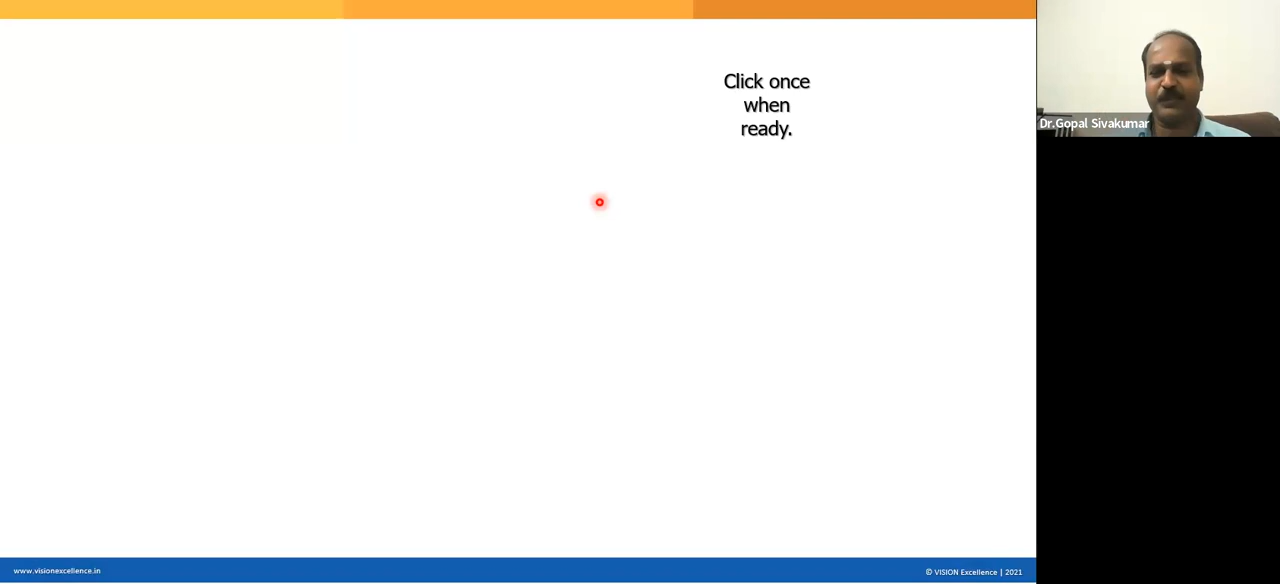 Click once
when
ready.
Dr.Gopal Sivakumar
www.visionexcellence.in
© VISION Excellence | 2021